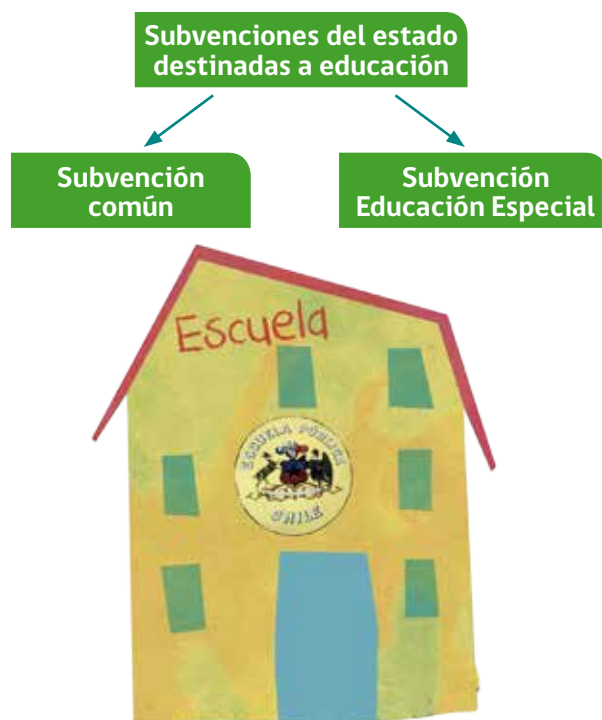 Subvenciones del estado
destinadas a educación
Subvención
común
Subvención
Educación Especial
Escuela
ESCUELA PÚBLICA
CHILE